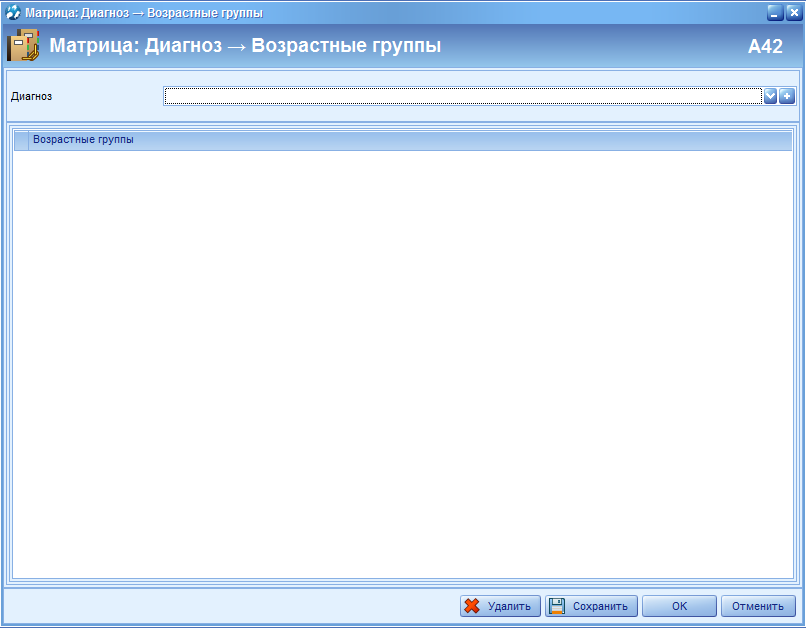 Матрица: Диагноз → Возрастные группы
Матрица: Диагноз → Возрастные группы
A42
Диагноз
Возрастные группы
Удалить
Сохранить
OK
Отменить